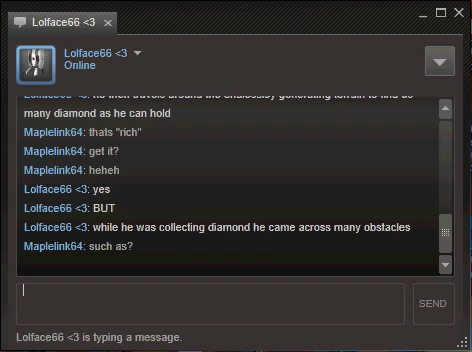 Lolface66 <3
Lolface66 <3
Online
many diamond as he can hold
Maplelink64: thats "rich"
Maplelink64: get it?
Maplelink64: heheh
Lolface66 <3: yes
Lolface66 <3: BUT
Lolface66 <3: while he was collecting diamond he came across many obstacles
Maplelink64: such as?
SEND
Lolface66 <3 is typing a message.